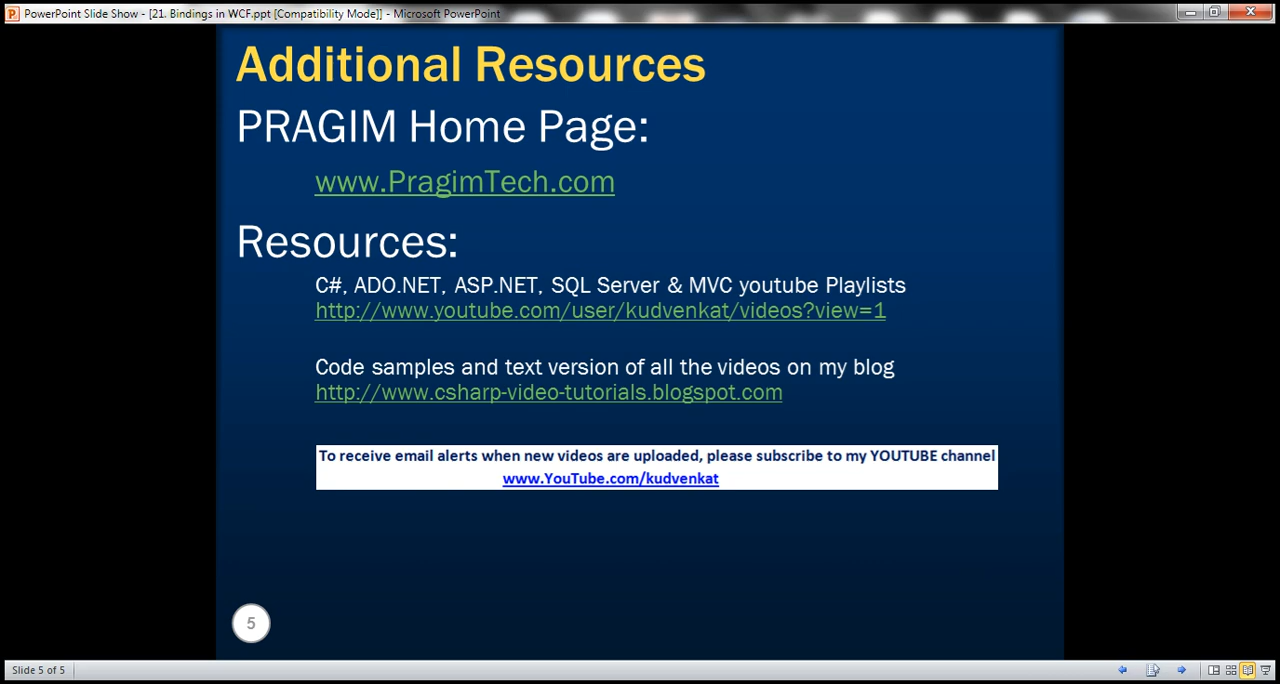 PowerPoint Slide Show - [21. Bindings in WCF.ppt [Compatibility Mode]] - Microsoft PowerPoint
Additional Resources
PRAGIM Home Page:
www.PragimTech.com
Resources:
C#, ADO.NET, ASP.NET, SQL Server & MVC youtube Playlists
http://www.youtube.com/user/kudvenkat/videos?view=1
Code samples and text version of all the videos on my blog
http://www.csharp-video-tutorials.blogspot.com
To receive email alerts when new videos are uploaded, please subscribe to my YOUTUBE channel
www.YouTube.com/kudvenkat
5
Slide 5 of 5